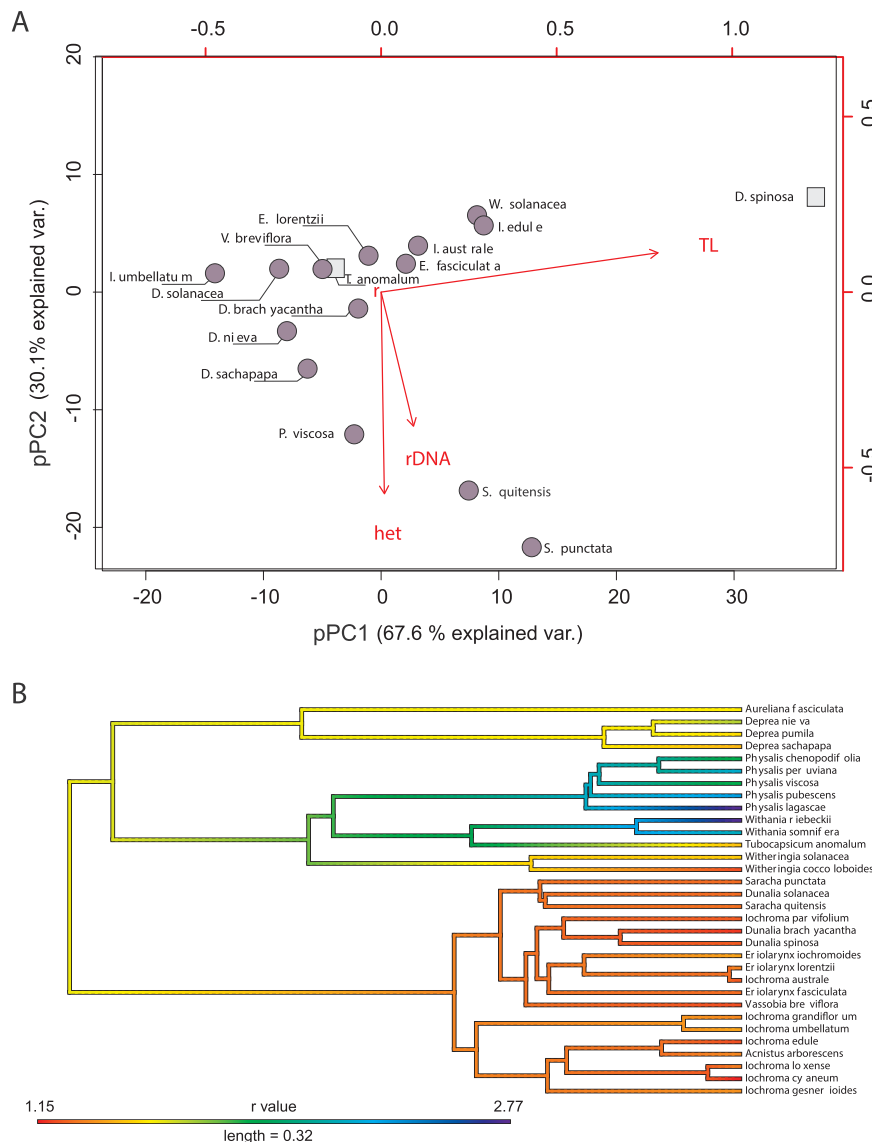 A
-0.5 0.0 0.5 1.0
20
10
0
-10
-20
pPC2 (30.1% explained var.)
0.5
0.0
-0.5
W. solanacea
D. spinosa
E. lorentzii
I. edul e
V. breviflora
I. aust rale
TL
E. fasciculat a
I. umbellatu m
T. anomalum
D. solanacea
r
D. brach yacantha
D. ni eva
D. sachapapa
P. viscosa
rDNA
S. quitensis
het
S. punctata
-20 -10 0 10 20 30
pPC1 (67.6 % explained var.)
B
Aureliana f asciculata
Deprea nie va
Deprea pumila
Deprea sachapapa
Physalis chenopodif olia
Physalis per uviana
Physalis viscosa
Physalis pubescens
Physalis lagascae
Withania r iebeckii
Withania somnif era
Tubocapsicum anomalum
Witheringia solanacea
Witheringia cocco loboides
Saracha punctata
Dunalia solanacea
Saracha quitensis
Iochroma par vifolium
Dunalia brach yacantha
Dunalia spinosa
Er iolarynx iochromoides
Er iolarynx lorentzii
Iochroma australe
Er iolarynx f asciculata
Vassobia bre viflora
Iochroma grandiflor um
Iochroma umbellatum
Iochroma edule
Acnistus arborescens
Iochroma lo xense
Iochroma cy aneum
Iochroma gesner ioides
1.15 r value 2.77
length = 0.32